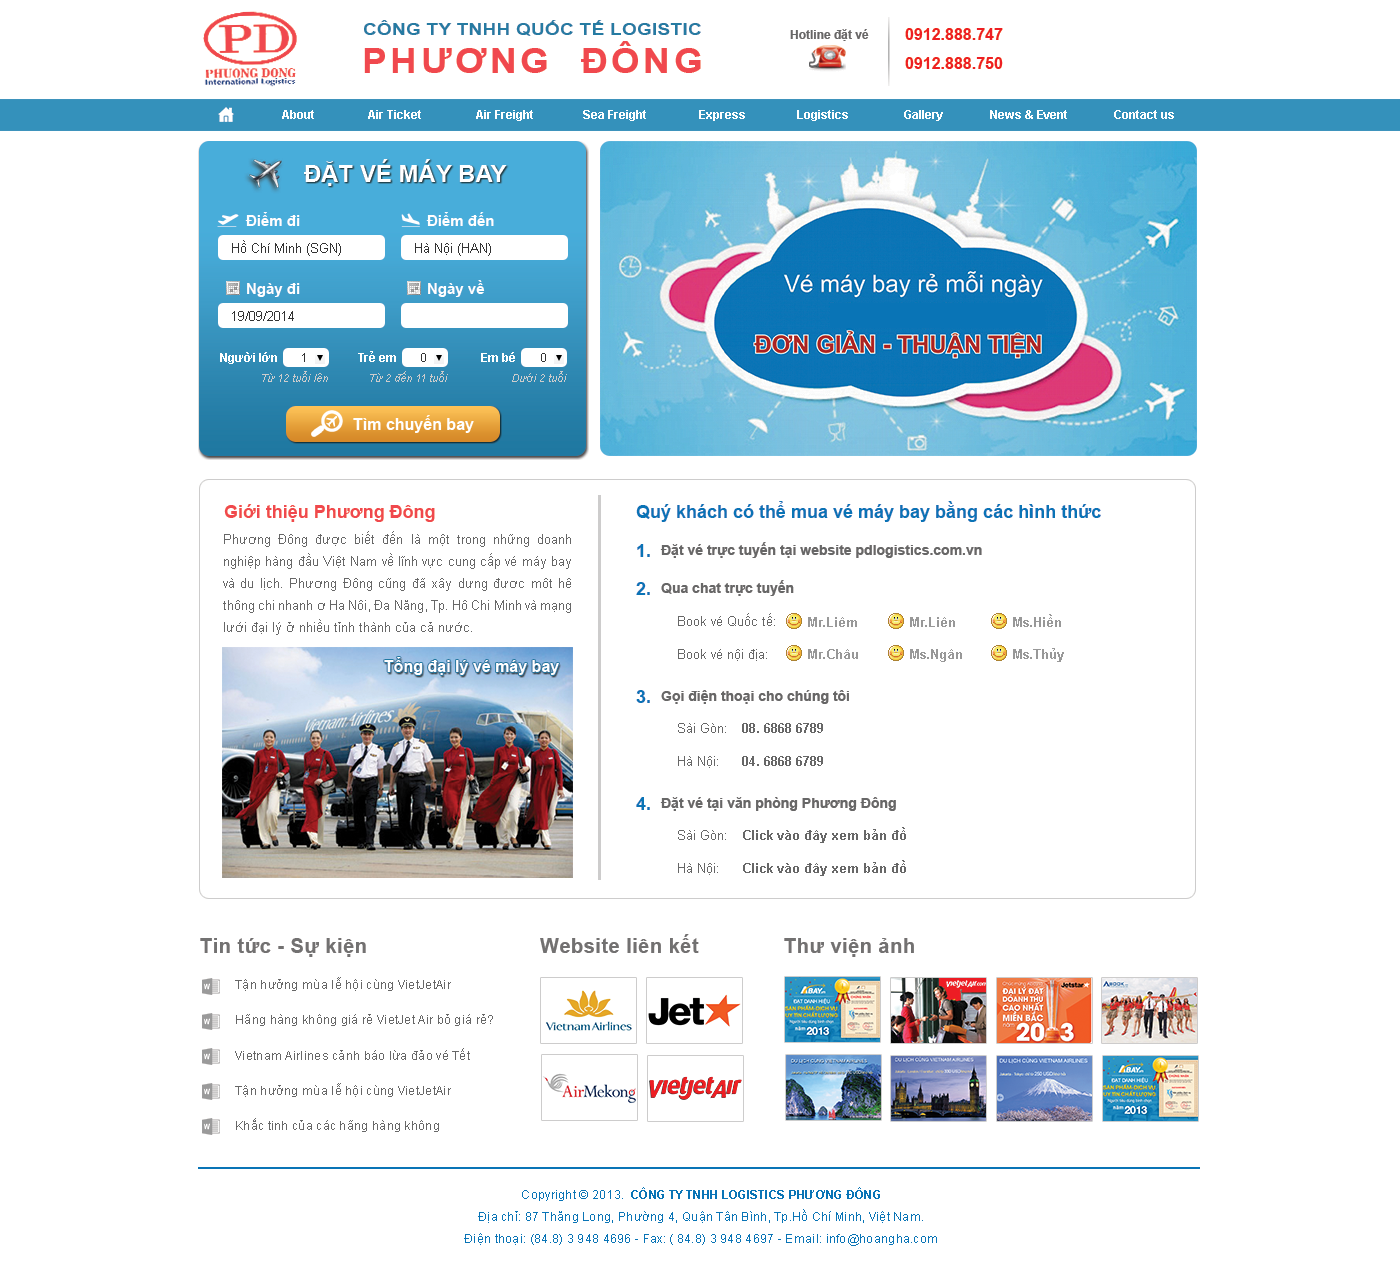 PD
PHUONG DONG
International Logistics
CÔNG TY TNHH QUỐC TẾ LOGISTIC
PHƯƠNG ĐÔNG
Hotline đặt vé
0912.888.747
0912.888.750
About
Air Ticket
Air Freight
Sea Freight
Express
Logistics
Gallery
News & Event
Contact us
ĐẶT VÉ MÁY BAY
Điểm đi
Điểm đến
Hồ Chí Minh (SGN)
Hà Nội (HAN)
Ngày đi
Ngày về
19/09/2014
Người lớn 1
Trẻ em 0
Em bé 0
Từ 12 tuổi lên
Từ 2 đến 11 tuổi
Dưới 2 tuổi
Tìm chuyến bay
Vé máy bay rẻ mỗi ngày
ĐƠN GIẢN - THUẬN TIỆN
Giới thiệu Phương Đông
Phương Đông được biết đến là một trong những doanh
nghiệp hàng đầu Việt Nam về lĩnh vực cung cấp vé máy bay
và du lịch. Phương Đông cũng đã xây dưng đươc môt hê
thông chi nhanh ơ Ha Nôi, Đa Năng, Tp. Hô Chi Minh và mạng
lưới đại lý ở nhiều tỉnh thành của cả nước.
Tổng đại lý vé máy bay
Vietnam Airlines
Quý khách có thể mua vé máy bay bằng các hình thức
1. Đặt vé trực tuyến tại website pdlogistics.com.vn
2. Qua chat trực tuyến
Book vé Quốc tế: Mr.Liêm Mr.Liên Ms.Hiền
Book vé nội địa: Mr.Châu Ms.Ngân Ms.Thủy
3. Gọi điện thoại cho chúng tôi
Sài Gòn: 08. 6868 6789
Hà Nội: 04. 6868 6789
4. Đặt vé tại văn phòng Phương Đông
Sài Gòn: Click vào đây xem bản đồ
Hà Nội: Click vào đây xem bản đồ
Tin tức - Sự kiện
Tận hưởng mùa lễ hội cùng VietJetAir
Hãng hàng không giá rẻ VietJet Air bỏ giá rẻ?
Vietnam Airlines cảnh báo lừa đảo vé Tết
Tận hưởng mùa lễ hội cùng VietJetAir
Khắc tinh của các hãng hàng không
Website liên kết
Vietnam Airlines
Jet
AirMekong
vietjetAir
Thư viện ảnh
ABAY.vn
ĐẠT DANH HIỆU
SẢN PHẨM-DỊCH VỤ
UY TÍN CHẤT LƯỢNG
năm 2013
vietjetAir.com
Jetstar
ĐẠI LÝ ĐẠT
DOANH THU
CAO NHẤT
MIỀN BẮC
năm 2013
ABOOK
DU LỊCH CÙNG VIETNAM AIRLINES
DU LỊCH CÙNG VIETNAM AIRLINES
DU LỊCH CÙNG VIETNAM AIRLINES
ABAY.vn
ĐẠT DANH HIỆU
SẢN PHẨM-DỊCH VỤ
UY TÍN CHẤT LƯỢNG
năm 2013
Copyright © 2013. CÔNG TY TNHH LOGISTICS PHƯƠNG ĐÔNG
Địa chỉ: 87 Thăng Long, Phường 4, Quận Tân Bình, Tp.Hồ Chí Minh, Việt Nam.
Điện thoại: (84.8) 3 948 4696 - Fax: ( 84.8) 3 948 4697 - Email: info@hoangha.com